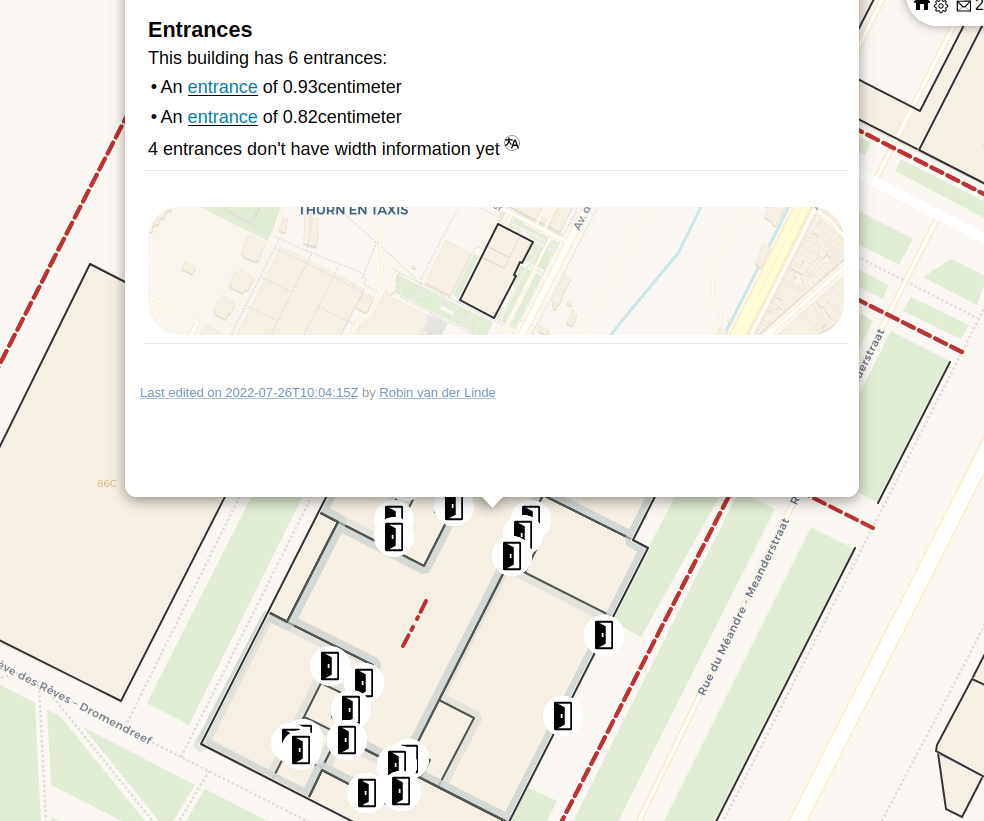 2
Entrances
This building has 6 entrances:
• An entrance of 0.93centimeter
• An entrance of 0.82centimeter
4 entrances don't have width information yet
THURN EN TAXIS
Av. d
Last edited on 2022-07-26T10:04:15Z by Robin van der Linde
86C
derstraat
R
Rue du Méandre - Meanderstraat
ève des Rêves - Dromendreef